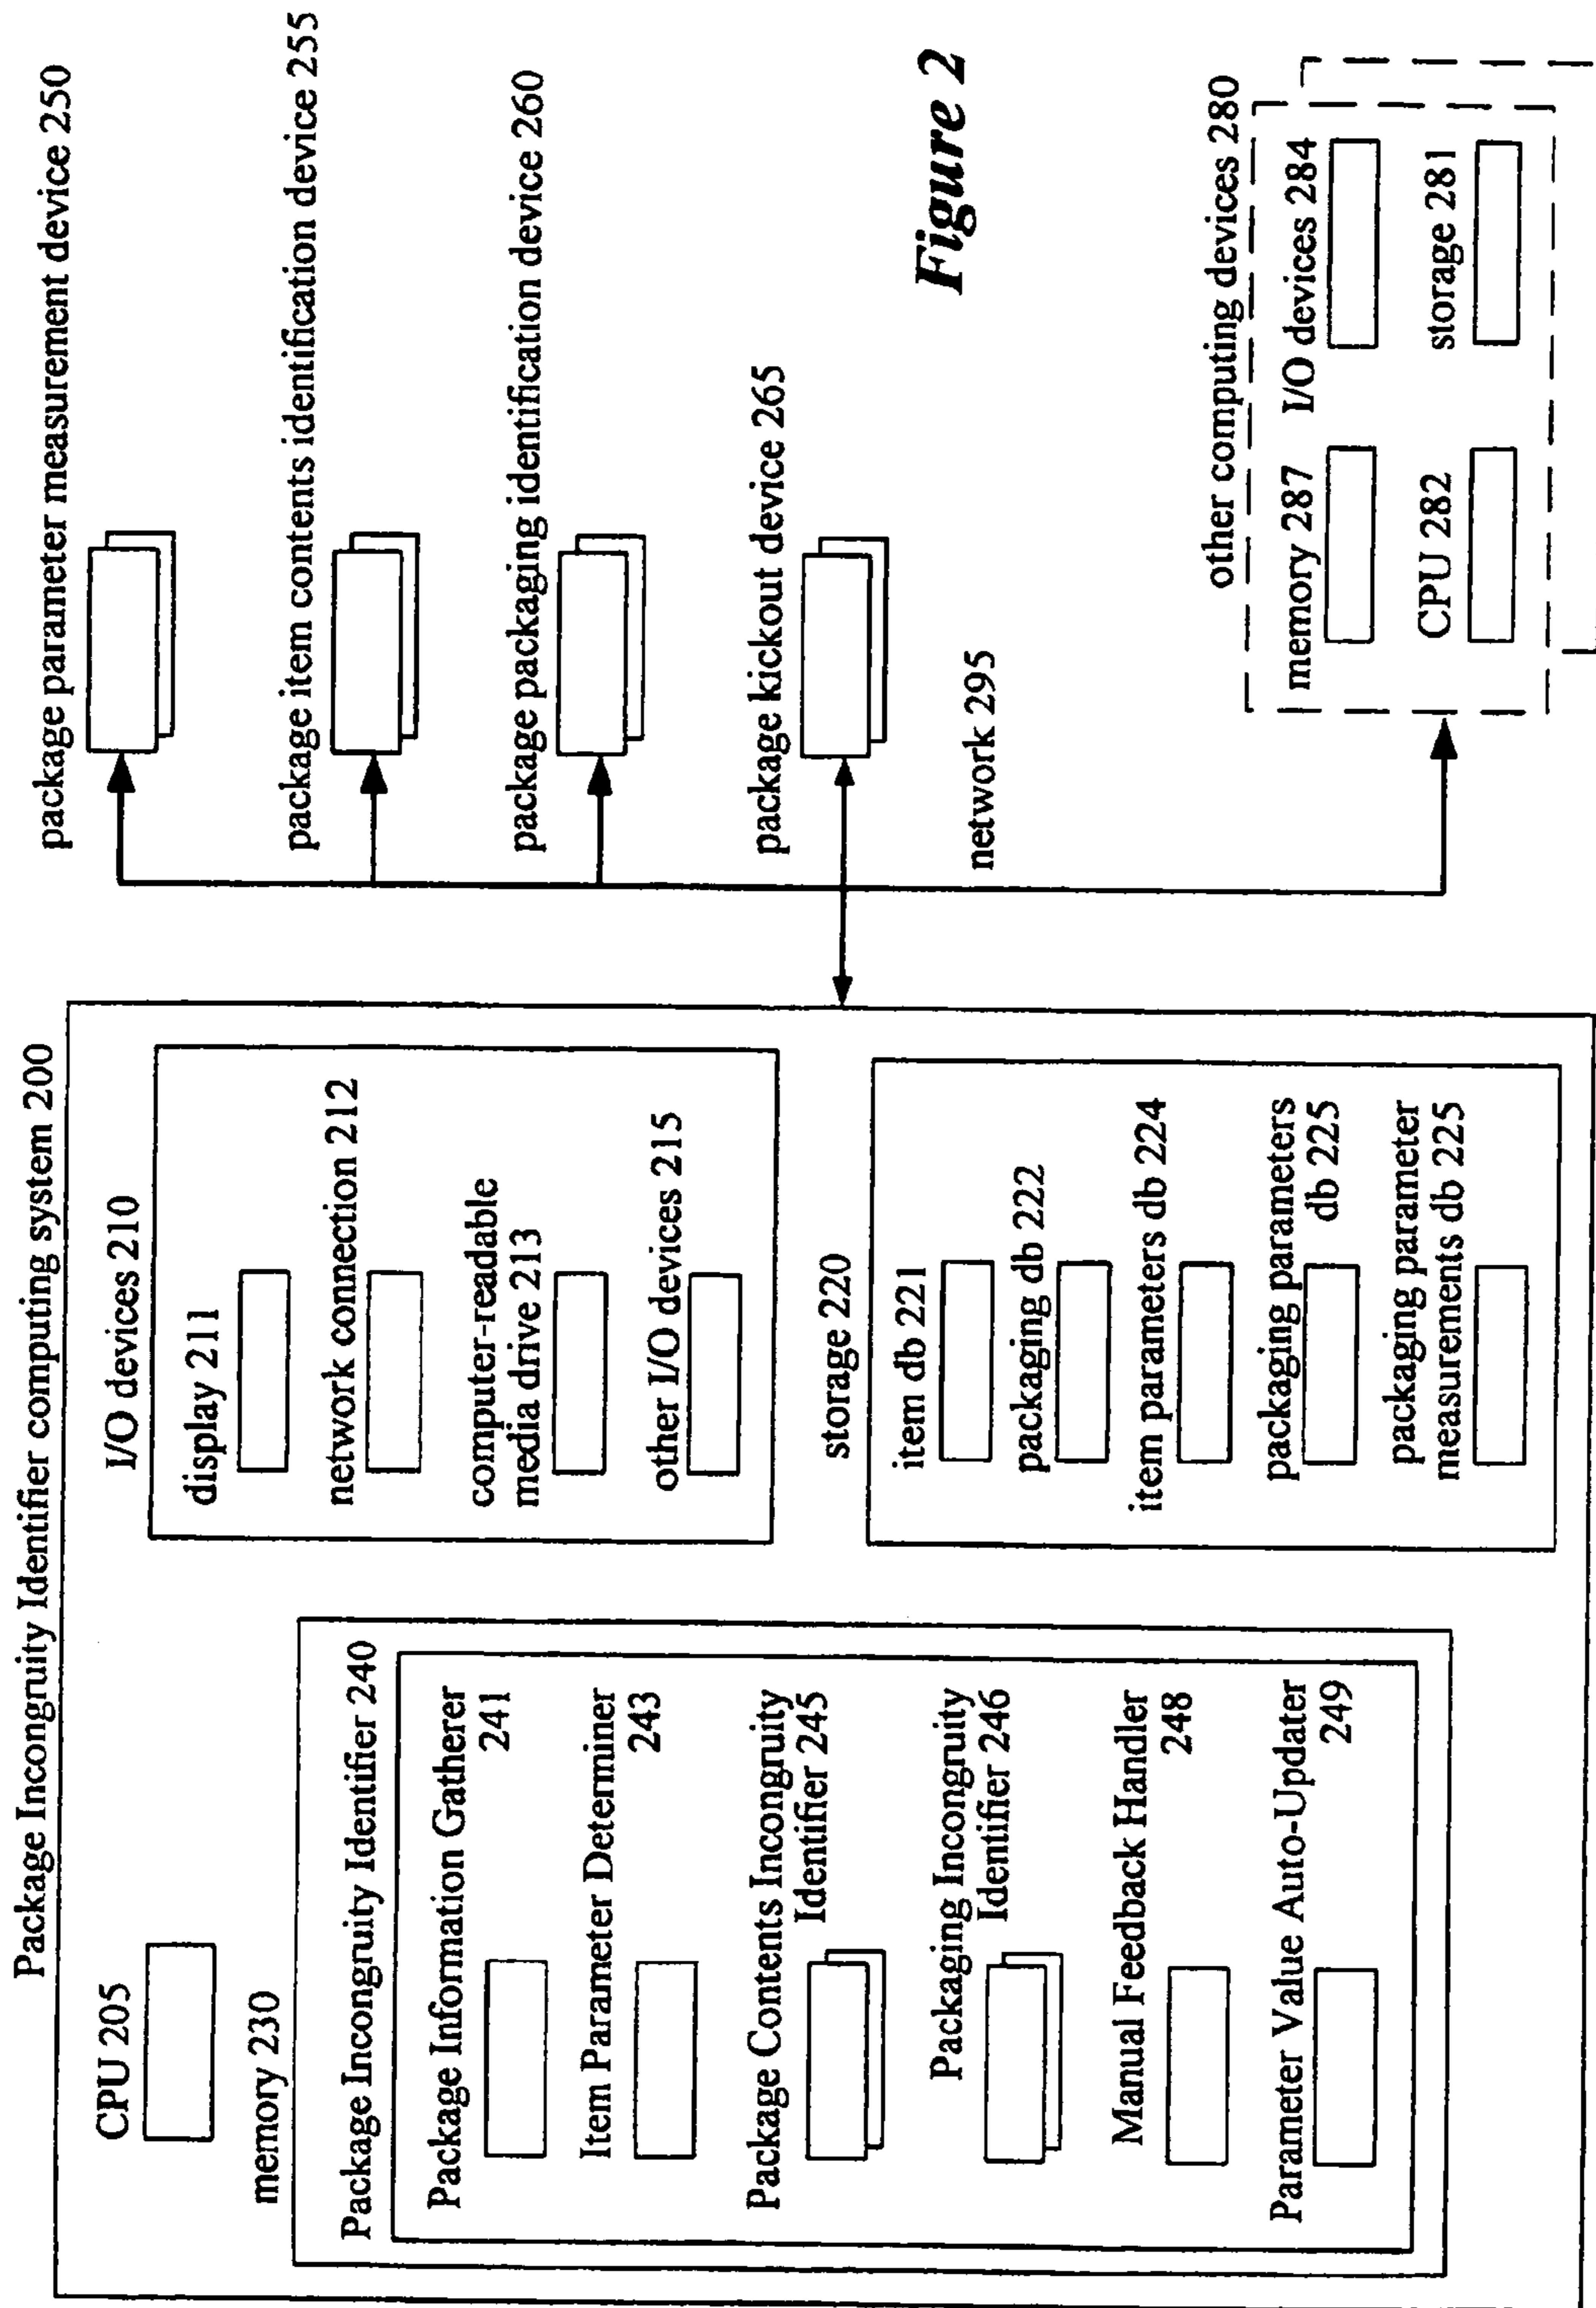 Package Incongruity Identifier computing system 200
CPU 205
memory 230
Package Incongruity Identifier 240
Package Information Gatherer
241
Item Parameter Determiner
243
Package Contents Incongruity
Identifier 245
Packaging Incongruity
Identifier 246
Manual Feedback Handler
248
Parameter Value Auto-Updater
249
I/O devices 210
display 211
network connection 212
computer-readable
media drive 213
other I/O devices 215
storage 220
item db 221
packaging db 222
item parameters db 224
packaging parameters
db 225
packaging parameter
measurements db 225
package parameter measurement device 250
package item contents identification device 255
package packaging identification device 260
package kickout device 265
network 295
Figure 2
other computing devices 280
memory 287
I/O devices 284
CPU 282
storage 281